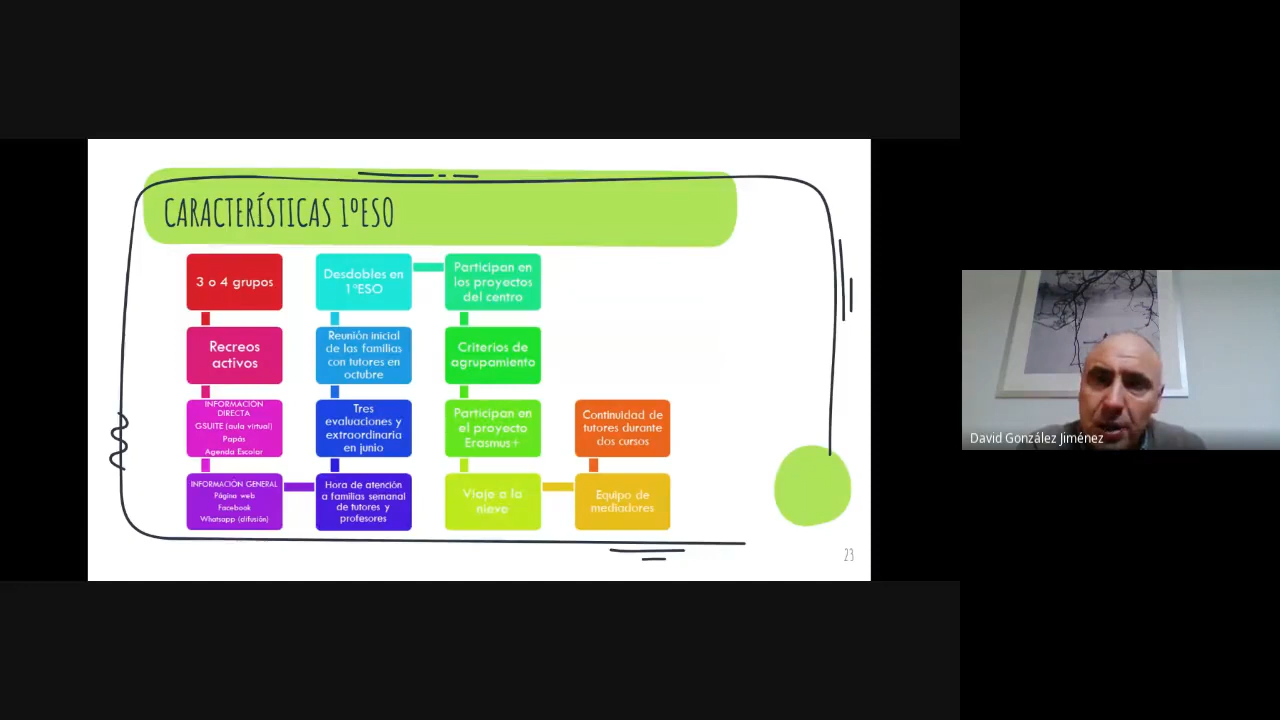 CARACTERÍSTICAS 1ºESO
3 o 4 grupos
Recreos
activos
INFORMACIÓN
DIRECTA
GSUITE (aula virtual)
Papás
Agenda Escolar
INFORMACIÓN GENERAL
Página web
Facebook
Whatsapp (difusión)
Hora de atención
a familias semanal
de tutores y
profesores
Tres
evaluaciones y
extraordinaria
en junio
Reunión inicial
de las familias
con tutores en
octubre
Desdobles en
1ºESO
Participan en
los proyectos
del centro
Criterios de
agrupamiento
Participan en
el proyecto
Erasmus+
Viaje a la
nieve
Equipo de
mediadores
Continuidad de
tutores durante
dos cursos
23
David González Jiménez